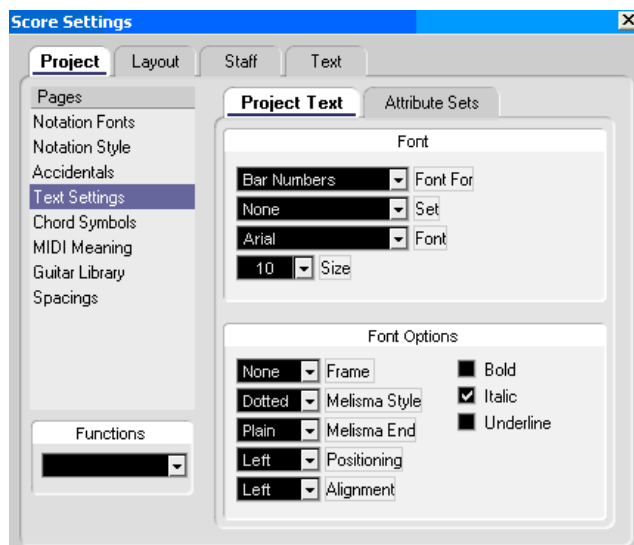 Score Settings
Project Layout Staff Text
Pages
Notation Fonts
Notation Style
Accidentals
Text Settings
Chord Symbols
MIDI Meaning
Guitar Library
Spacings
Functions
Project Text Attribute Sets
Font
Bar Numbers Font For
None Set
Arial Font
10 Size
Font Options
None Frame
Dotted Melisma Style
Plain Melisma End
Left Positioning
Left Alignment
Bold
Italic
Underline